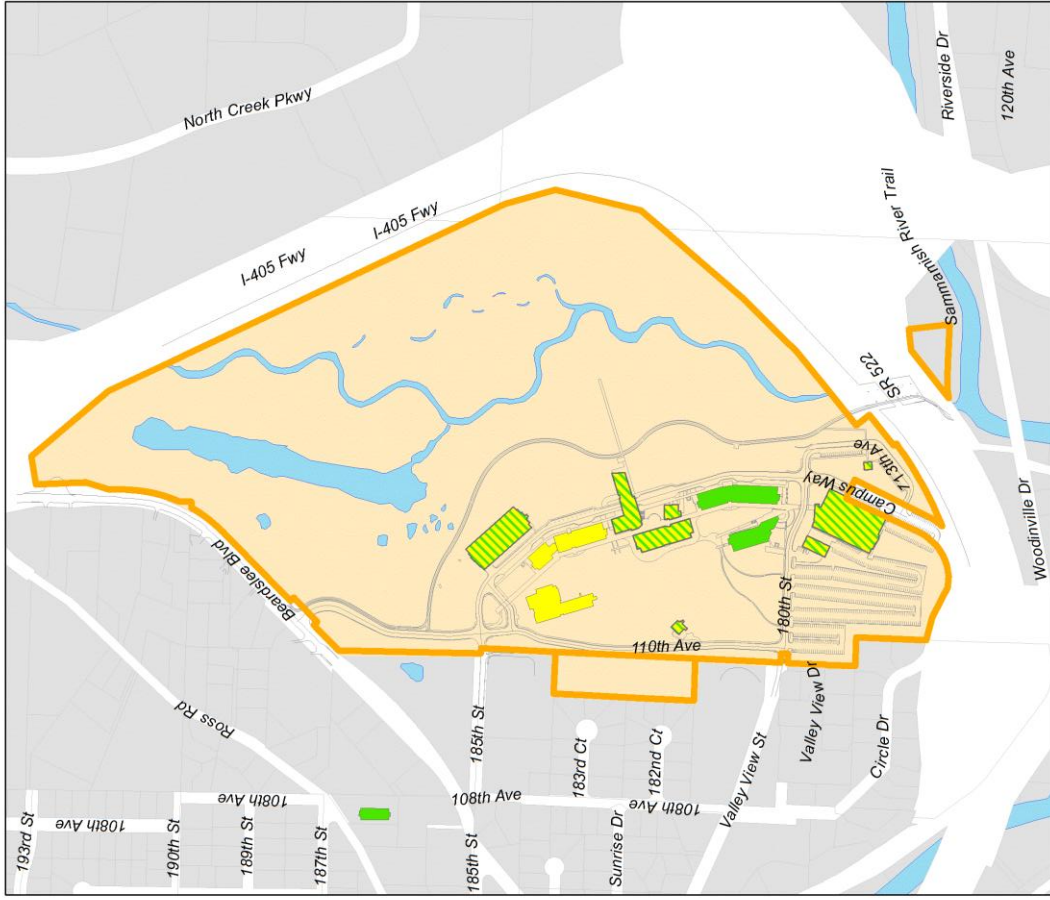 North Creek Pkwy
Riverside Dr
120th Ave
I-405 Fwy
I-405 Fwy
Sammamish River Trail
SR 522
713th Ave
Campus Way
Woodinville Dr
Beardslee Blvd
180th St
110th Ave
Ross Rd
185th St
183rd Ct
182nd Ct
Valley View Dr
Circle Dr
Valley View St
108th Ave
108th Ave
108th Ave
108th Ave
193rd St
190th St
189th St
187th St
185th St
Sunrise Dr